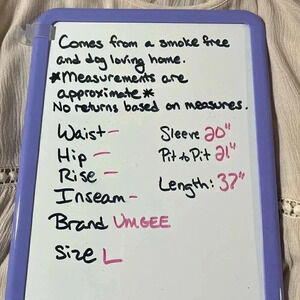 Comes from a smoke free
and dog loving home.
*Measurements are
approximate*
No returns based on measures.
Waist -
Hip -
Rise -
Inseam -
Brand UMGEE
Size L
Sleeve 20"
Pit to Pit 21"
Length: 37"